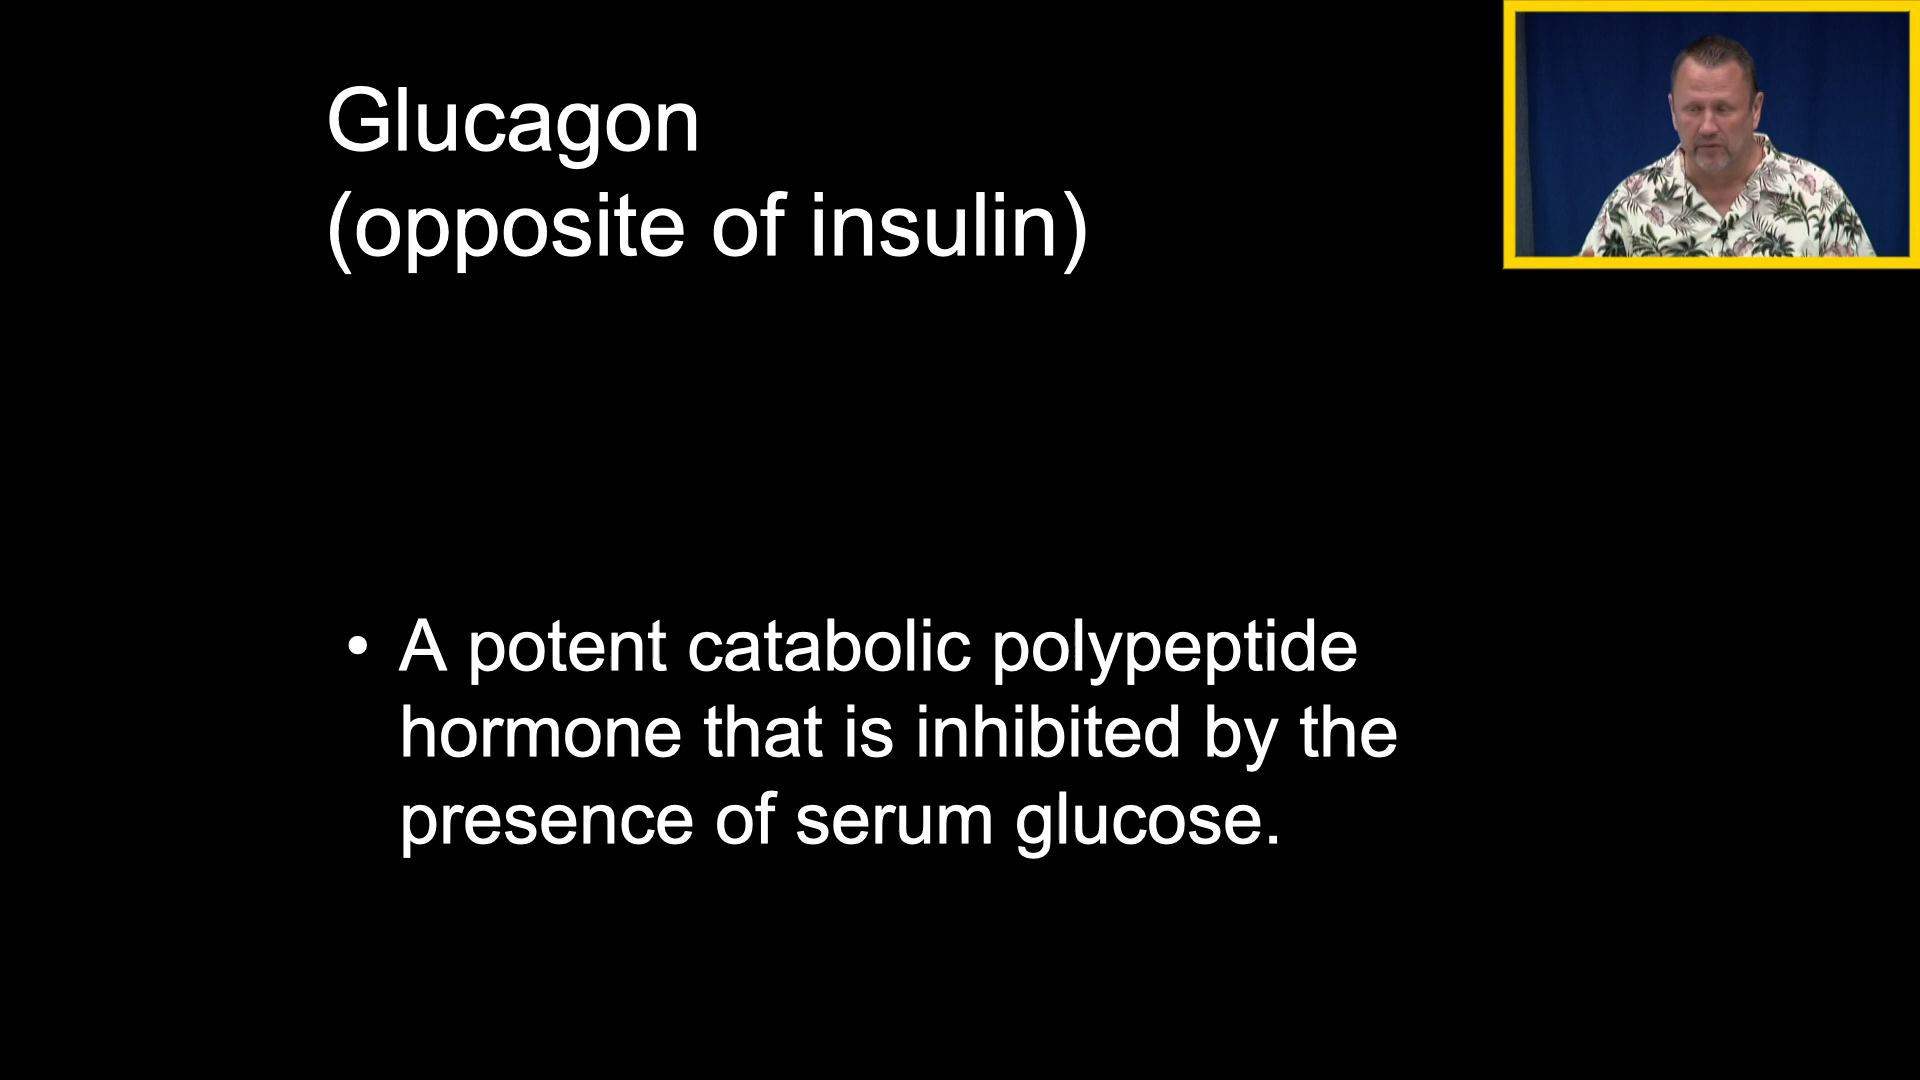 Glucagon
(opposite of insulin)
• A potent catabolic polypeptide
hormone that is inhibited by the
presence of serum glucose.